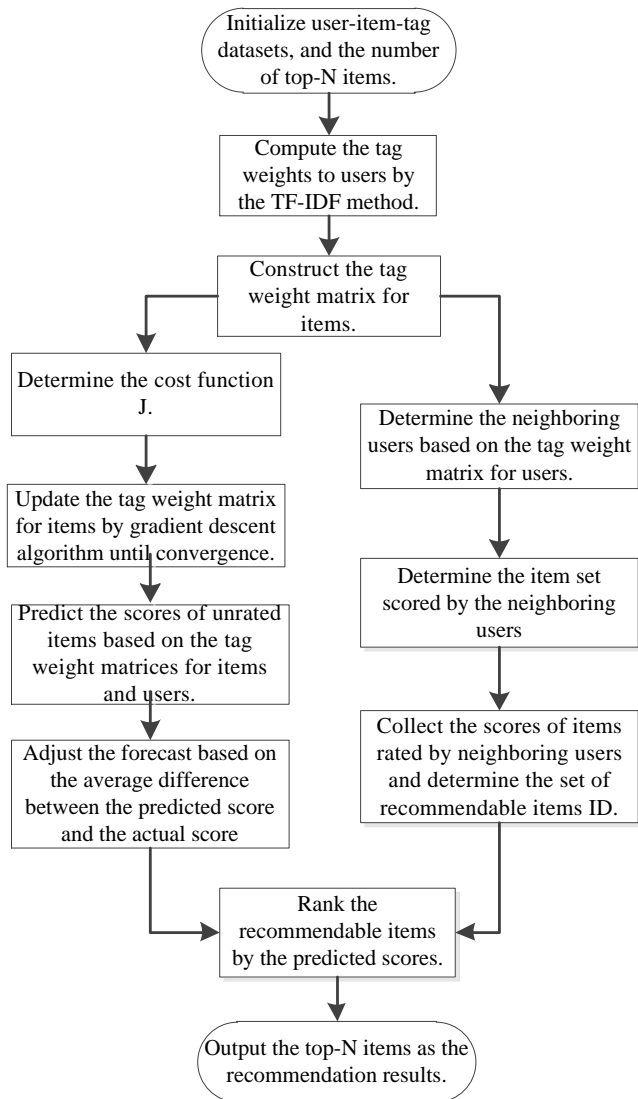 Initialize user-item-tag
datasets, and the number
of top-N items.
Compute the tag
weights to users by
the TF-IDF method.
Construct the tag
weight matrix for
items.
Determine the cost function
J.
Update the tag weight matrix
for items by gradient descent
algorithm until convergence.
Predict the scores of unrated
items based on the tag
weight matrices for items
and users.
Adjust the forecast based on
the average difference
between the predicted score
and the actual score
Determine the neighboring
users based on the tag weight
matrix for users.
Determine the item set
scored by the neighboring
users
Collect the scores of items
rated by neighboring users
and determine the set of
recommendable items ID.
Rank the
recommendable items
by the predicted scores.
Output the top-N items as the
recommendation results.